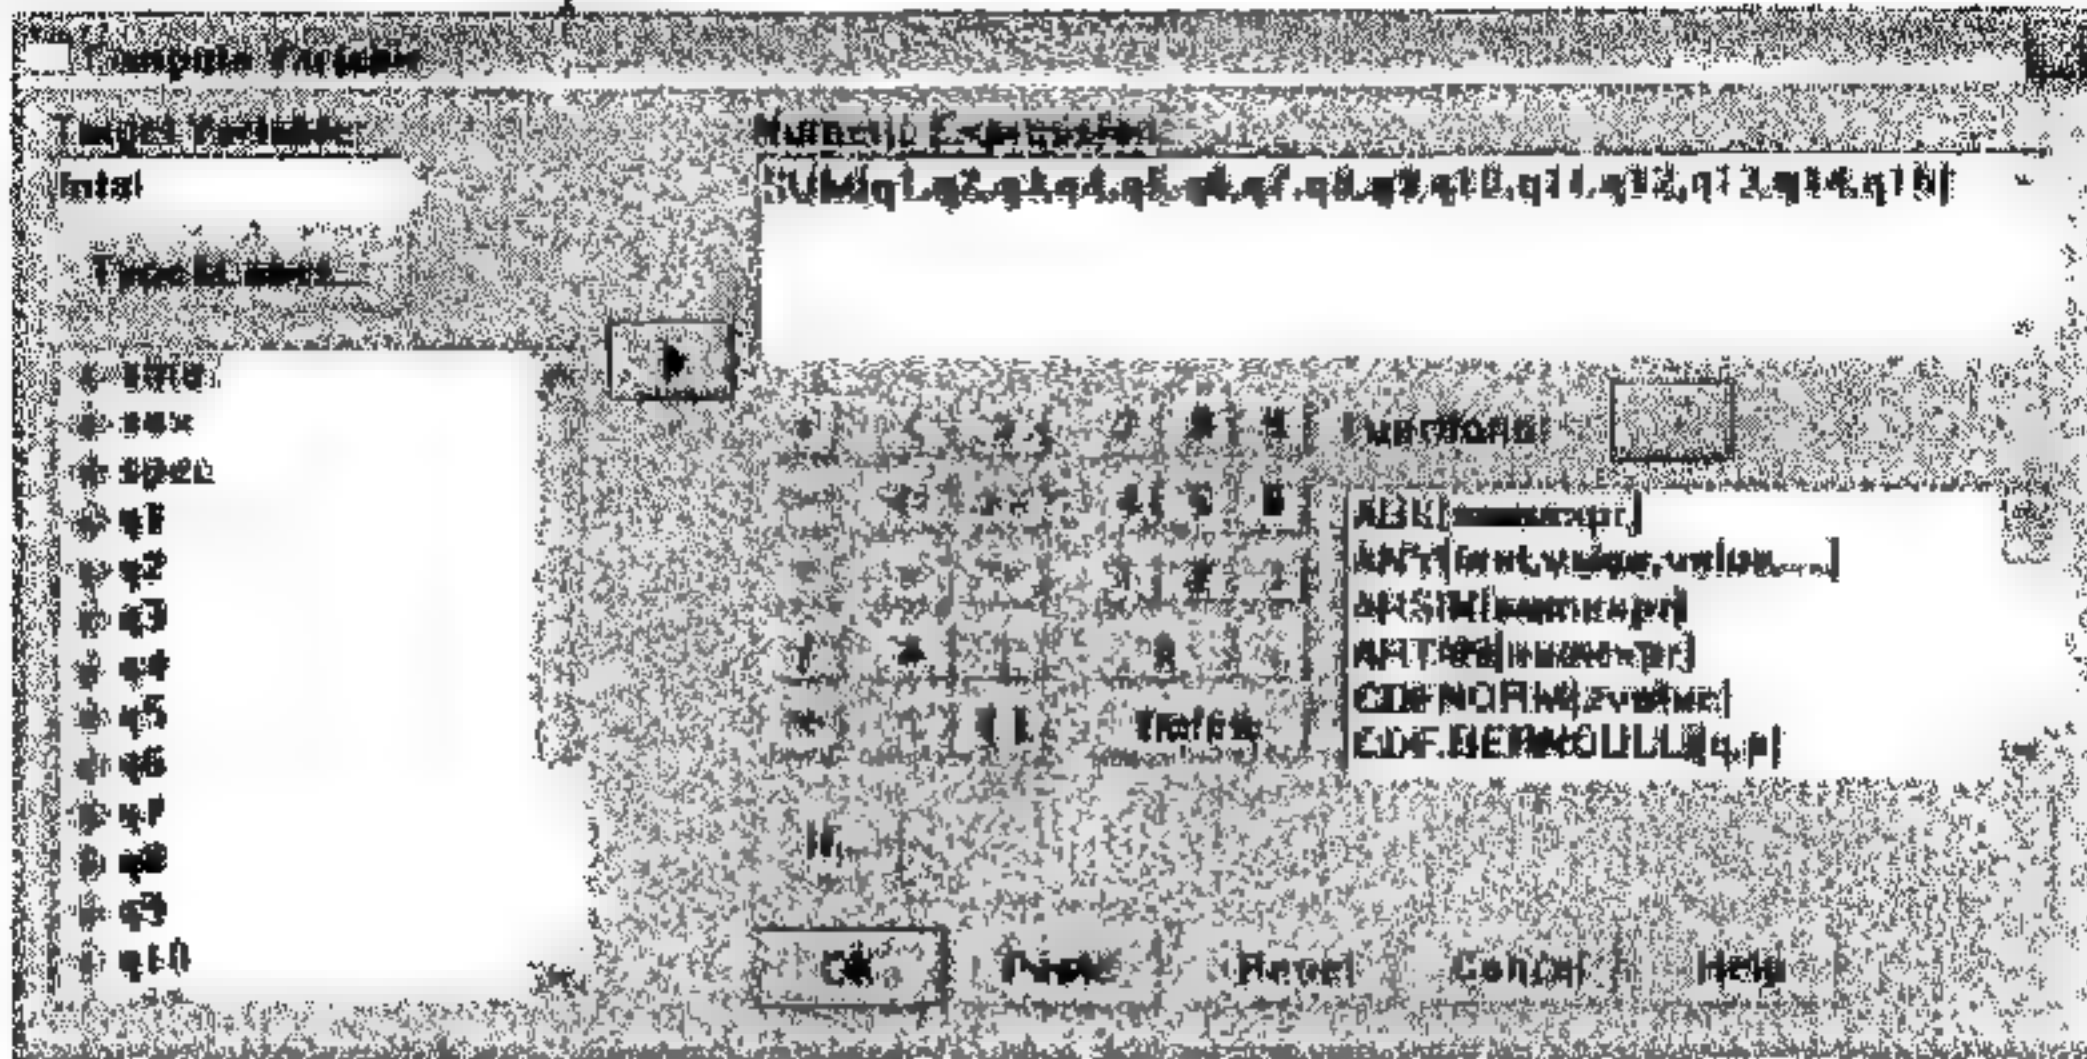 Compute Variable
Target Variable:
total
Type&Label...
Numeric Expression:
SUM(q1,q2,q3,q4,q5,q6,q7,q8,q9,q10,q11,q12,q13,q14,q15)
sex
spec
q1
q2
q3
q4
q5
q6
q7
q8
q9
q10
Functions:
ABS(numexpr)
ANY(test,value,value,...)
ARSIN(numexpr)
ARTAN(numexpr)
CDFNORM(zvalue)
CDF.BERNOULLI(q,p)
Delete
If...
OK
Paste
Reset
Cancel
Help